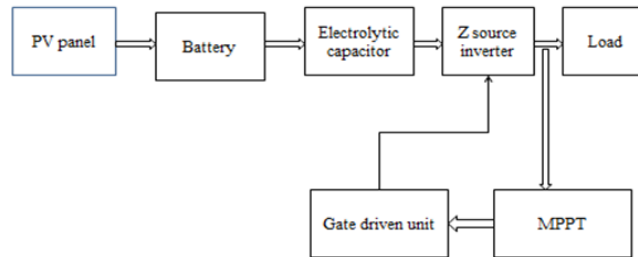 PV panel
Battery
Electrolytic
capacitor
Z source
inverter
Load
Gate driven unit
MPPT